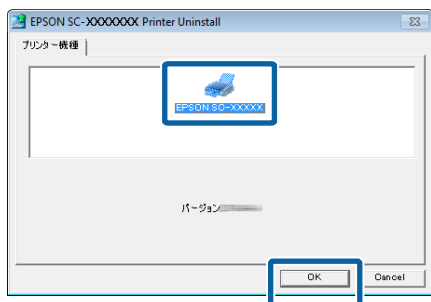 EPSON SC-XXXXXXX Printer Uninstall
プリンター機種
EPSON SC-XXXXX
バージョン
OK
Cancel